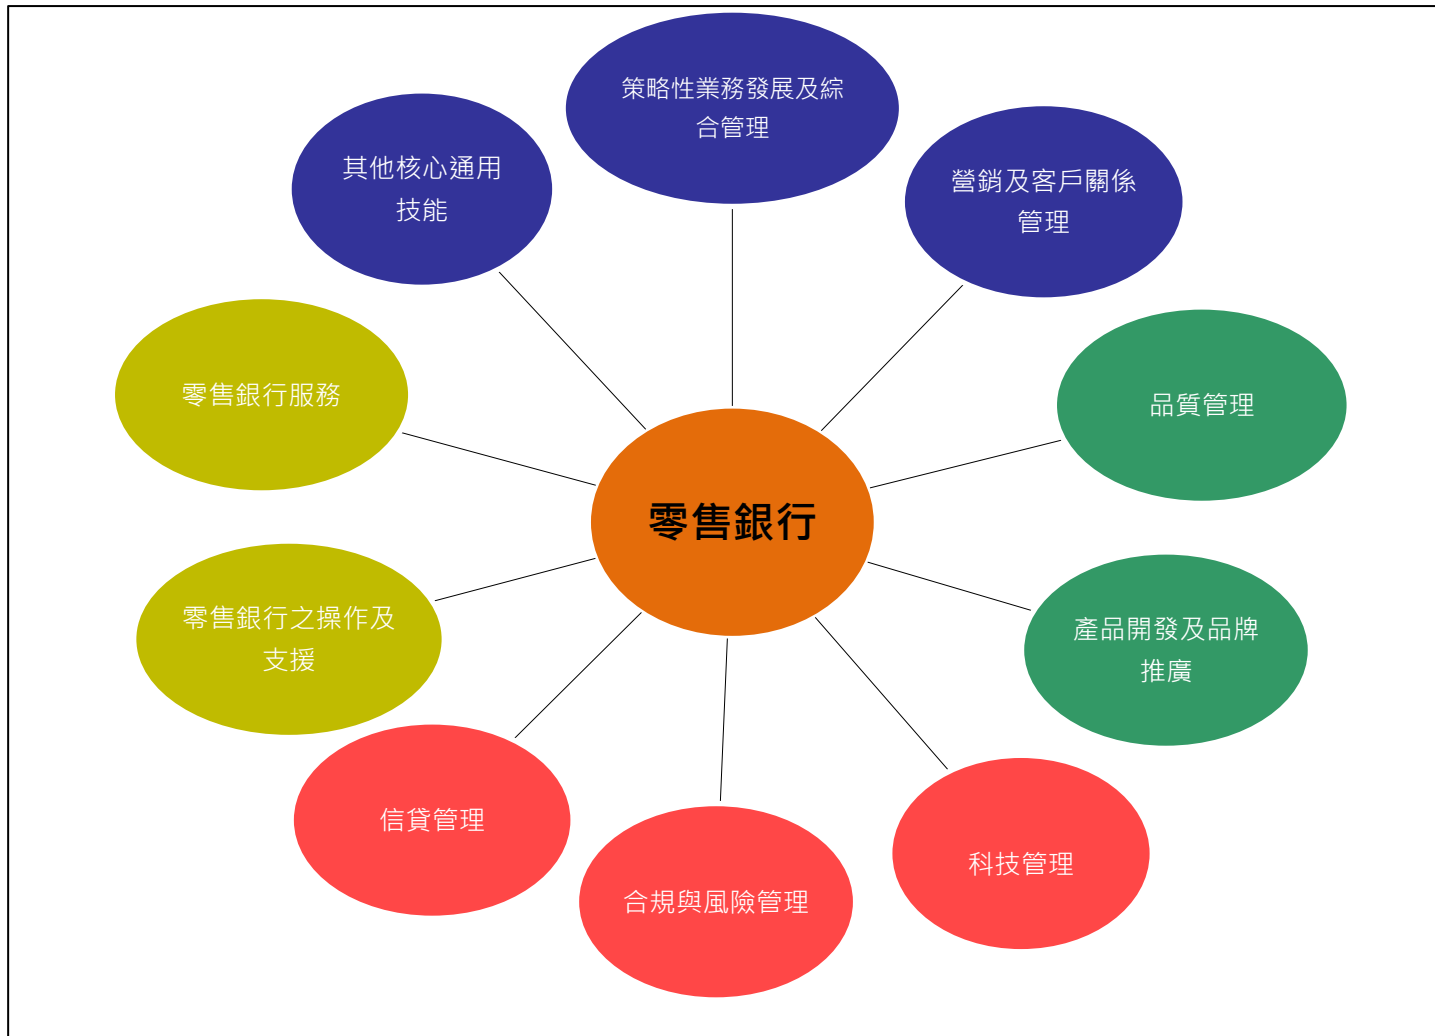 策略性業務發展及綜
合管理
其他核心通用
技能
營銷及客戶關係
管理
零售銀行服務
品質管理
零售銀行
零售銀行之操作及
支援
產品開發及品牌
推廣
信貸管理
合規與風險管理
科技管理